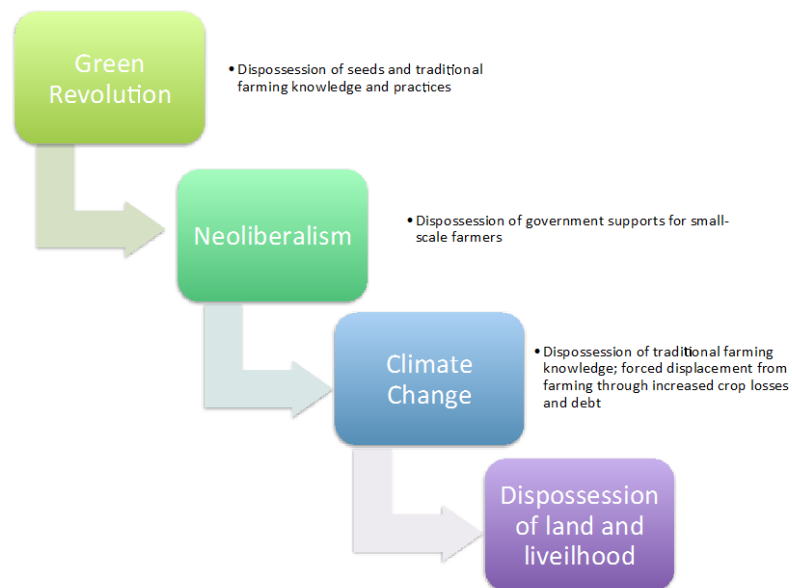 Green
Revolution
• Dispossession of seeds and traditional
farming knowledge and practices
Neoliberalism
• Dispossession of government supports for small-
scale farmers
Climate
Change
• Dispossession of traditional farming
knowledge; forced displacement from
farming through increased crop losses
and debt
Dispossession
of land and
liveilhood